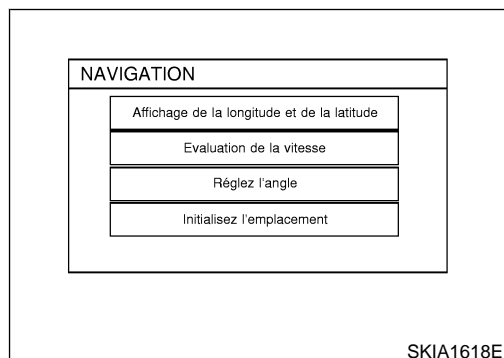 NAVIGATION
Affichage de la longitude et de la latitude
Evaluation de la vitesse
Réglez l'angle
Initialisez l'emplacement
SKIA1618E